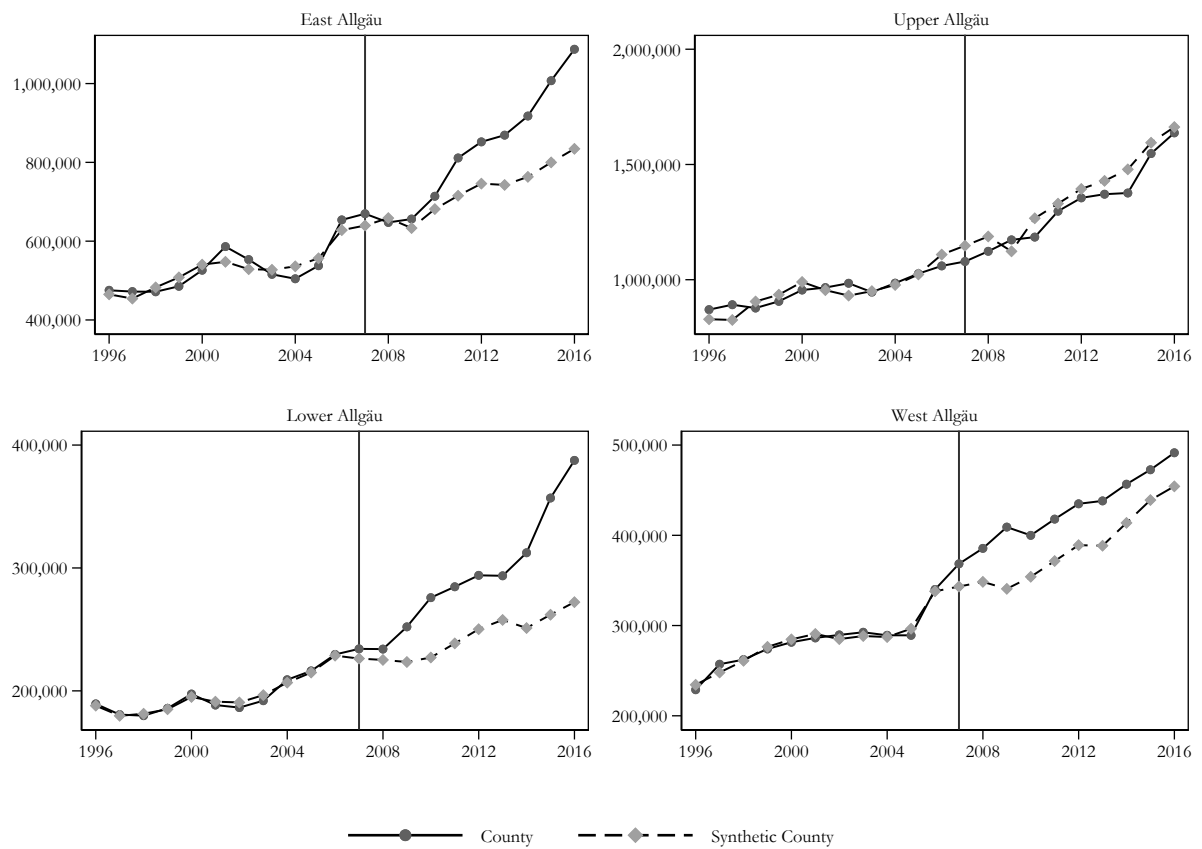 East Allgäu
1,000,000
800,000
600,000
400,000
1996 2000 2004 2008 2012 2016
Upper Allgäu
2,000,000
1,500,000
1,000,000
1996 2000 2004 2008 2012 2016
Lower Allgäu
400,000
300,000
200,000
1996 2000 2004 2008 2012 2016
West Allgäu
500,000
400,000
300,000
200,000
1996 2000 2004 2008 2012 2016
County Synthetic County